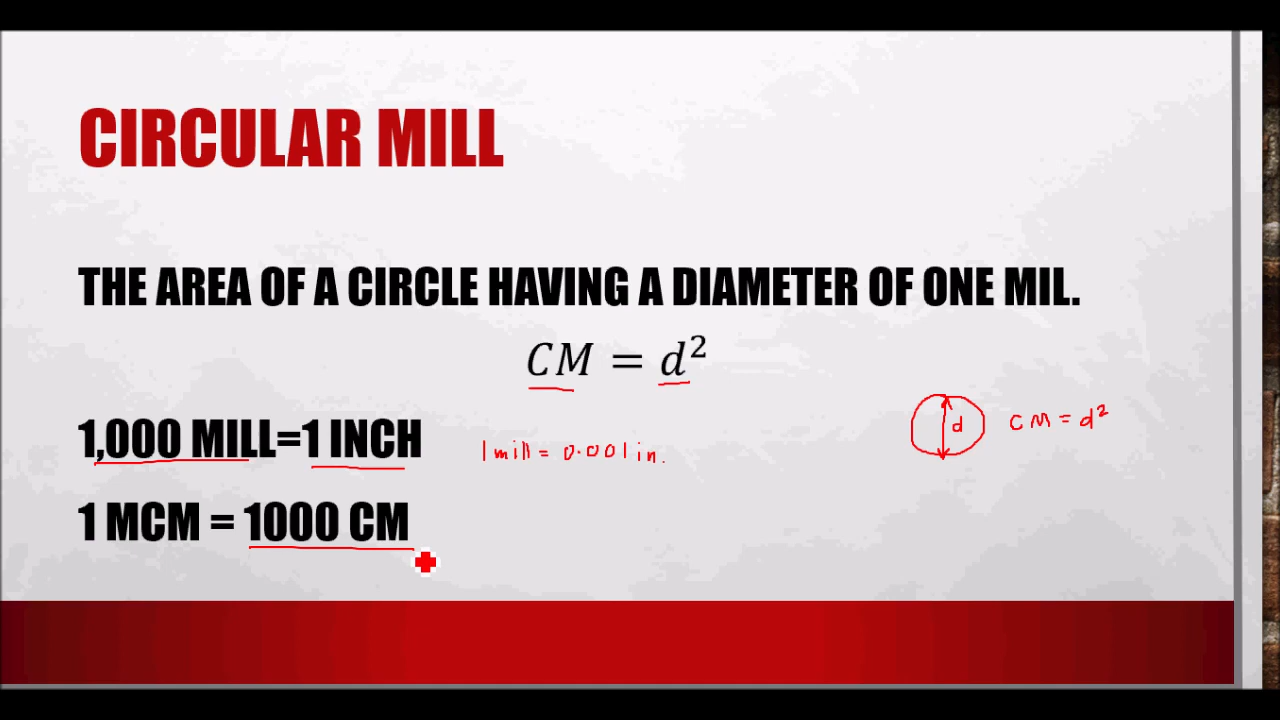 CIRCULAR MILL
THE AREA OF A CIRCLE HAVING A DIAMETER OF ONE MIL.
CM = d²
1,000 MILL=1 INCH
1 mill = 0.001 in.
d
CM = d²
1 MCM = 1000 CM